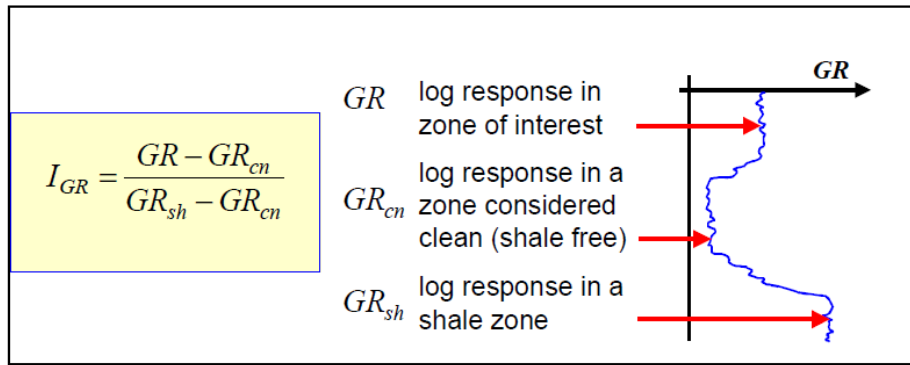 I_GR = (GR − GR_cn) / (GR_sh − GR_cn)
GR log response in
zone of interest
GR_cn log response in a
zone considered
clean (shale free)
GR_sh log response in a
shale zone
GR